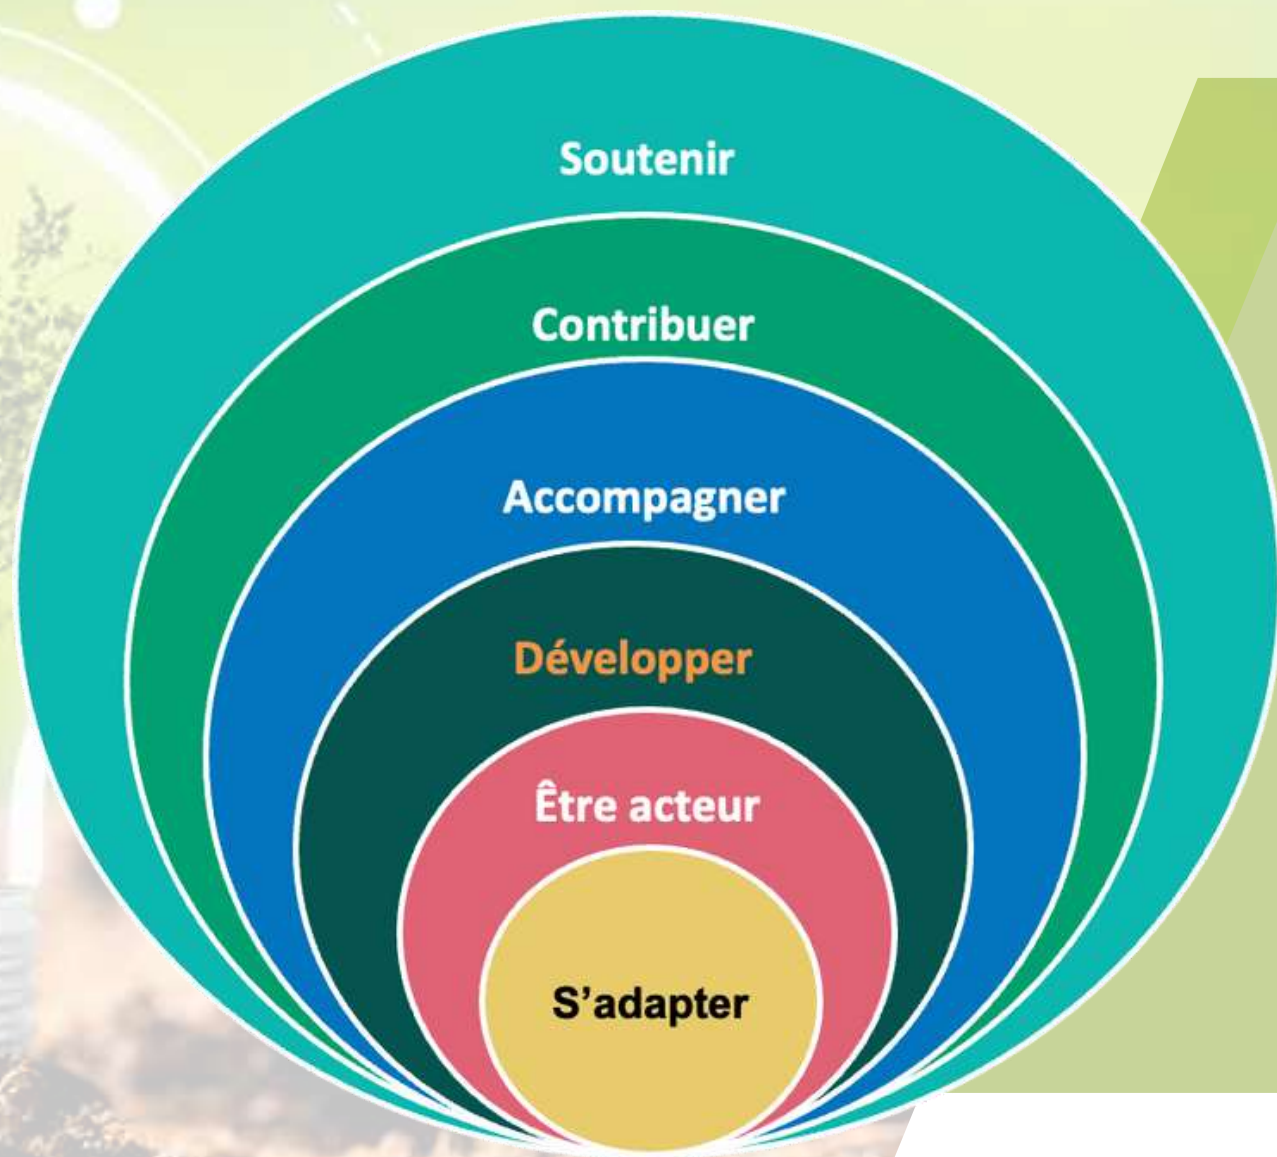 Soutenir
Contribuer
Accompagner
Développer
Être acteur
S’adapter